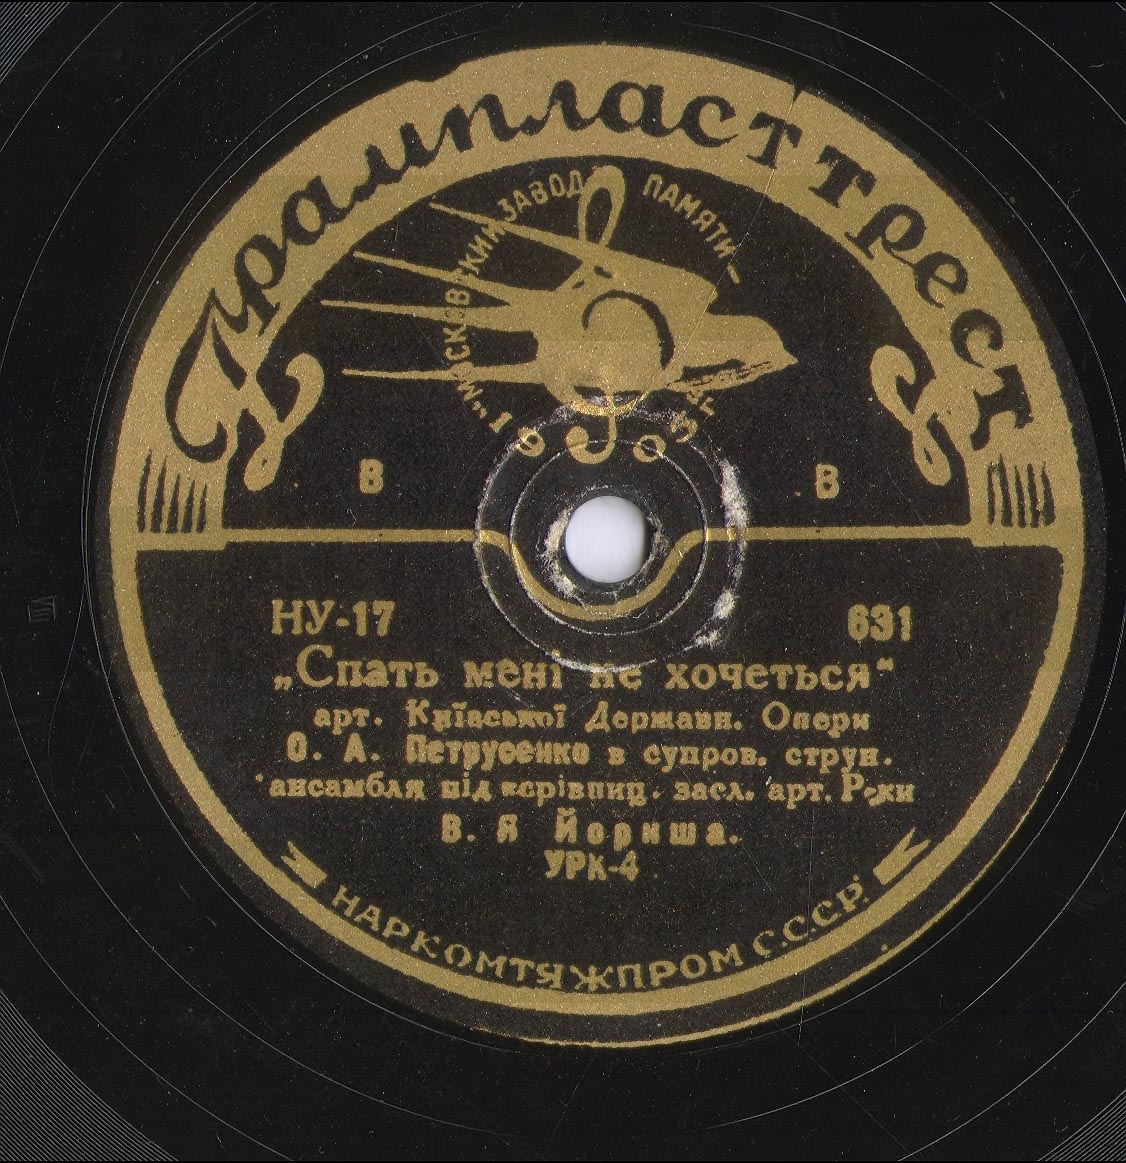 Грампласттрест
ЗАВОД ПАМЯТИ
В В
НУ-17 631
„Спать мені не хочеться“
арт. Київської Державн. Опери
О. А. Петрусенко в супров. струн.
ансамбля під керівниц. засл. арт. Р-ки
В. Я Йориша.
УРК-4
НАРКОМТЯЖПРОМ С.С.С.Р.